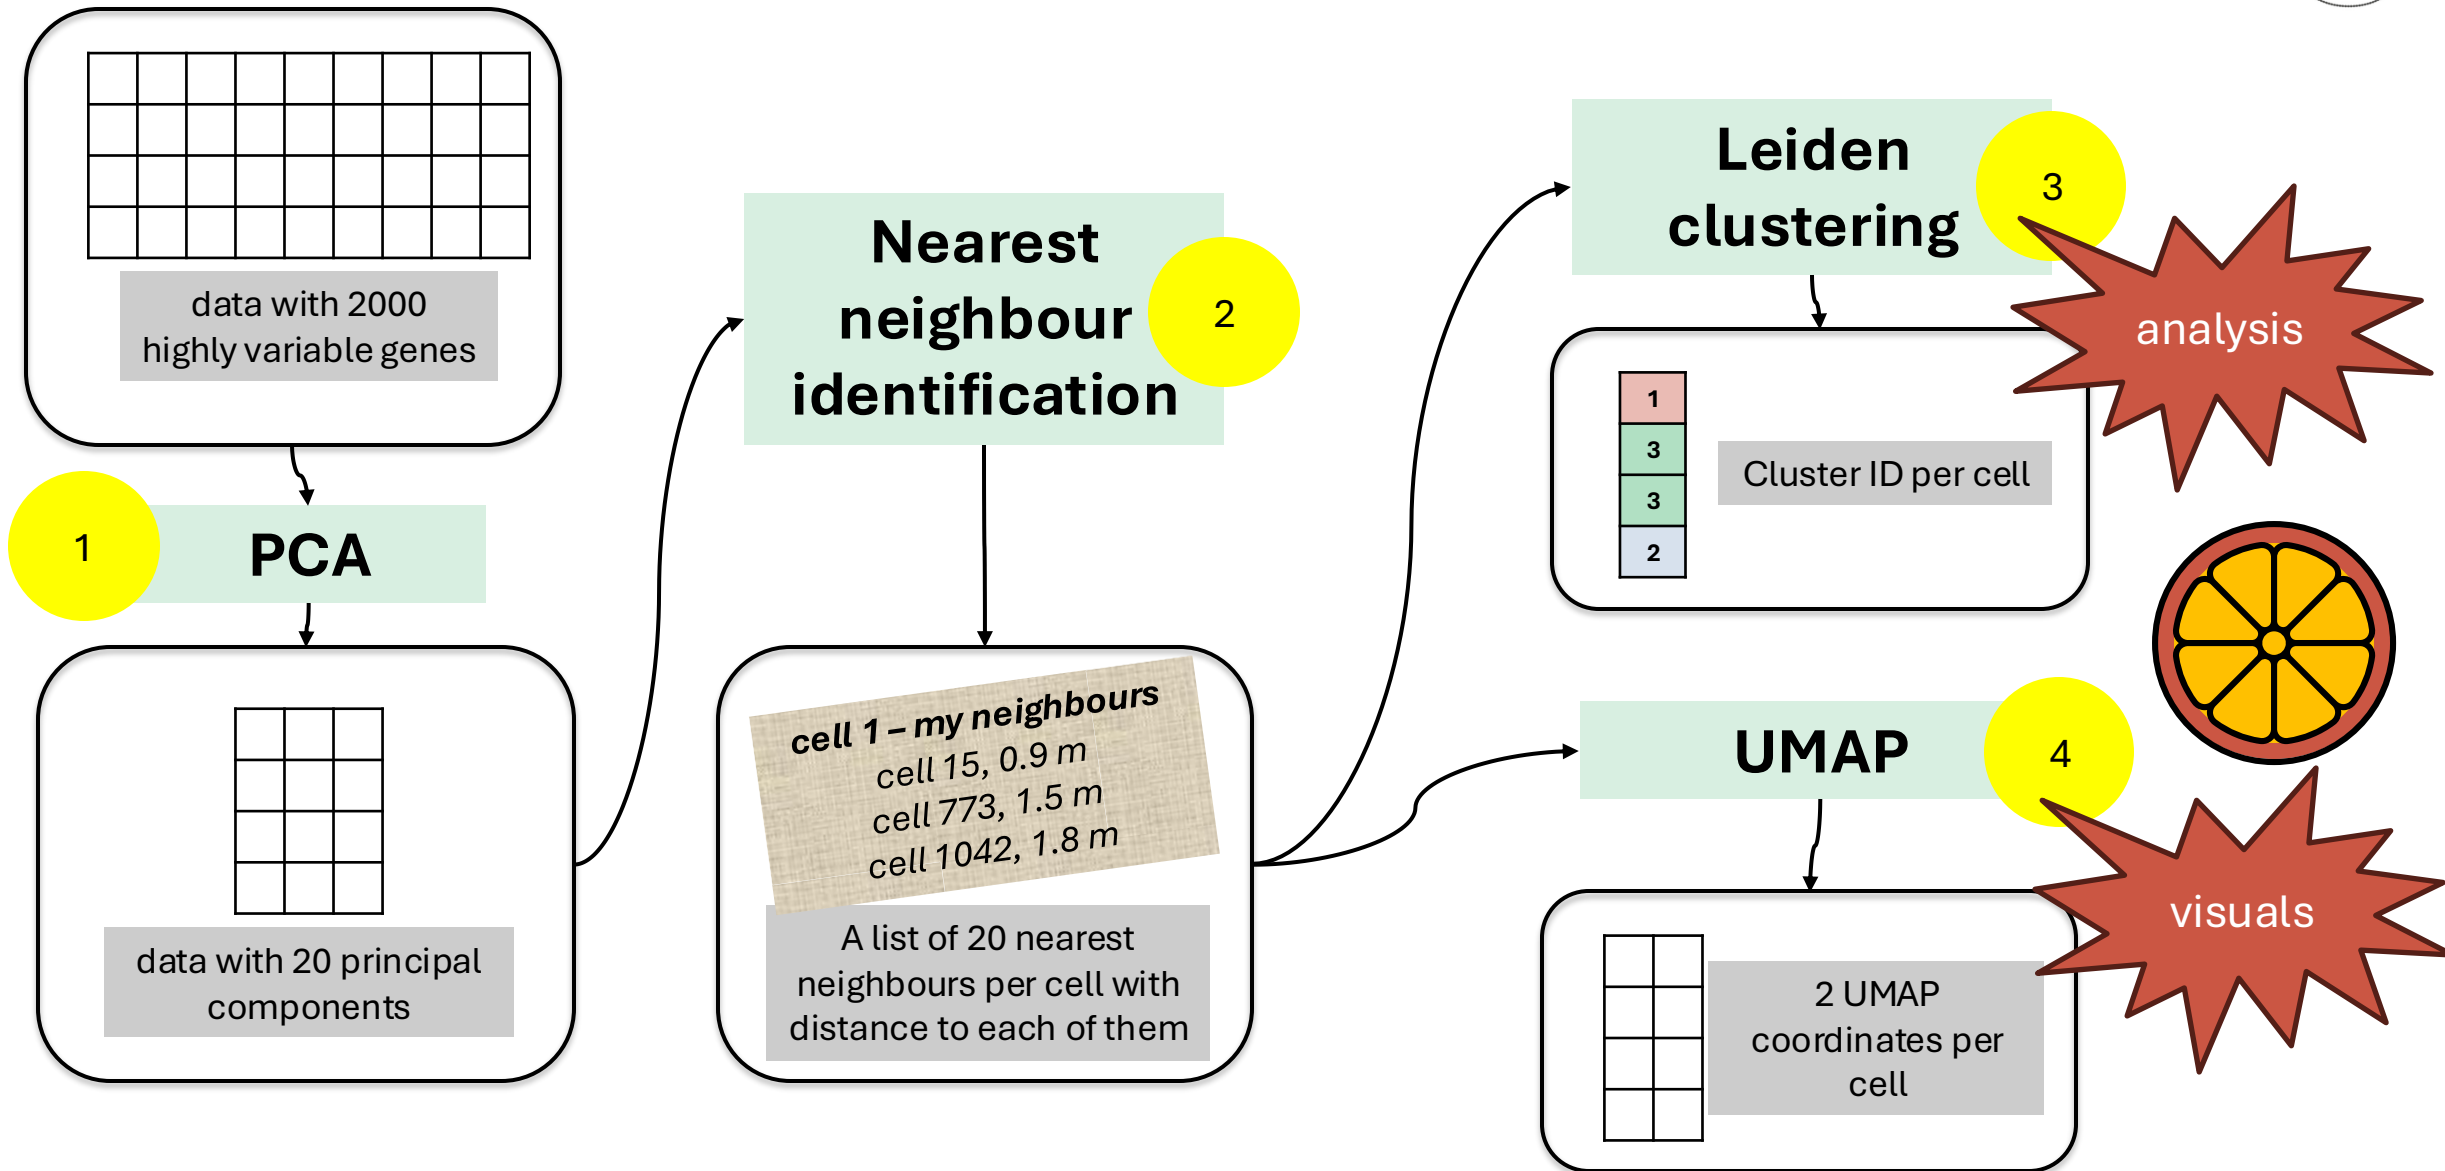 data with 2000
highly variable genes
1
PCA
data with 20 principal
components
Nearest
neighbour
identification
2
cell 1 – my neighbours
cell 15, 0.9 m
cell 773, 1.5 m
cell 1042, 1.8 m
A list of 20 nearest
neighbours per cell with
distance to each of them
Leiden
clustering
3
analysis
1
3
3
2
Cluster ID per cell
UMAP
4
visuals
2 UMAP
coordinates per
cell